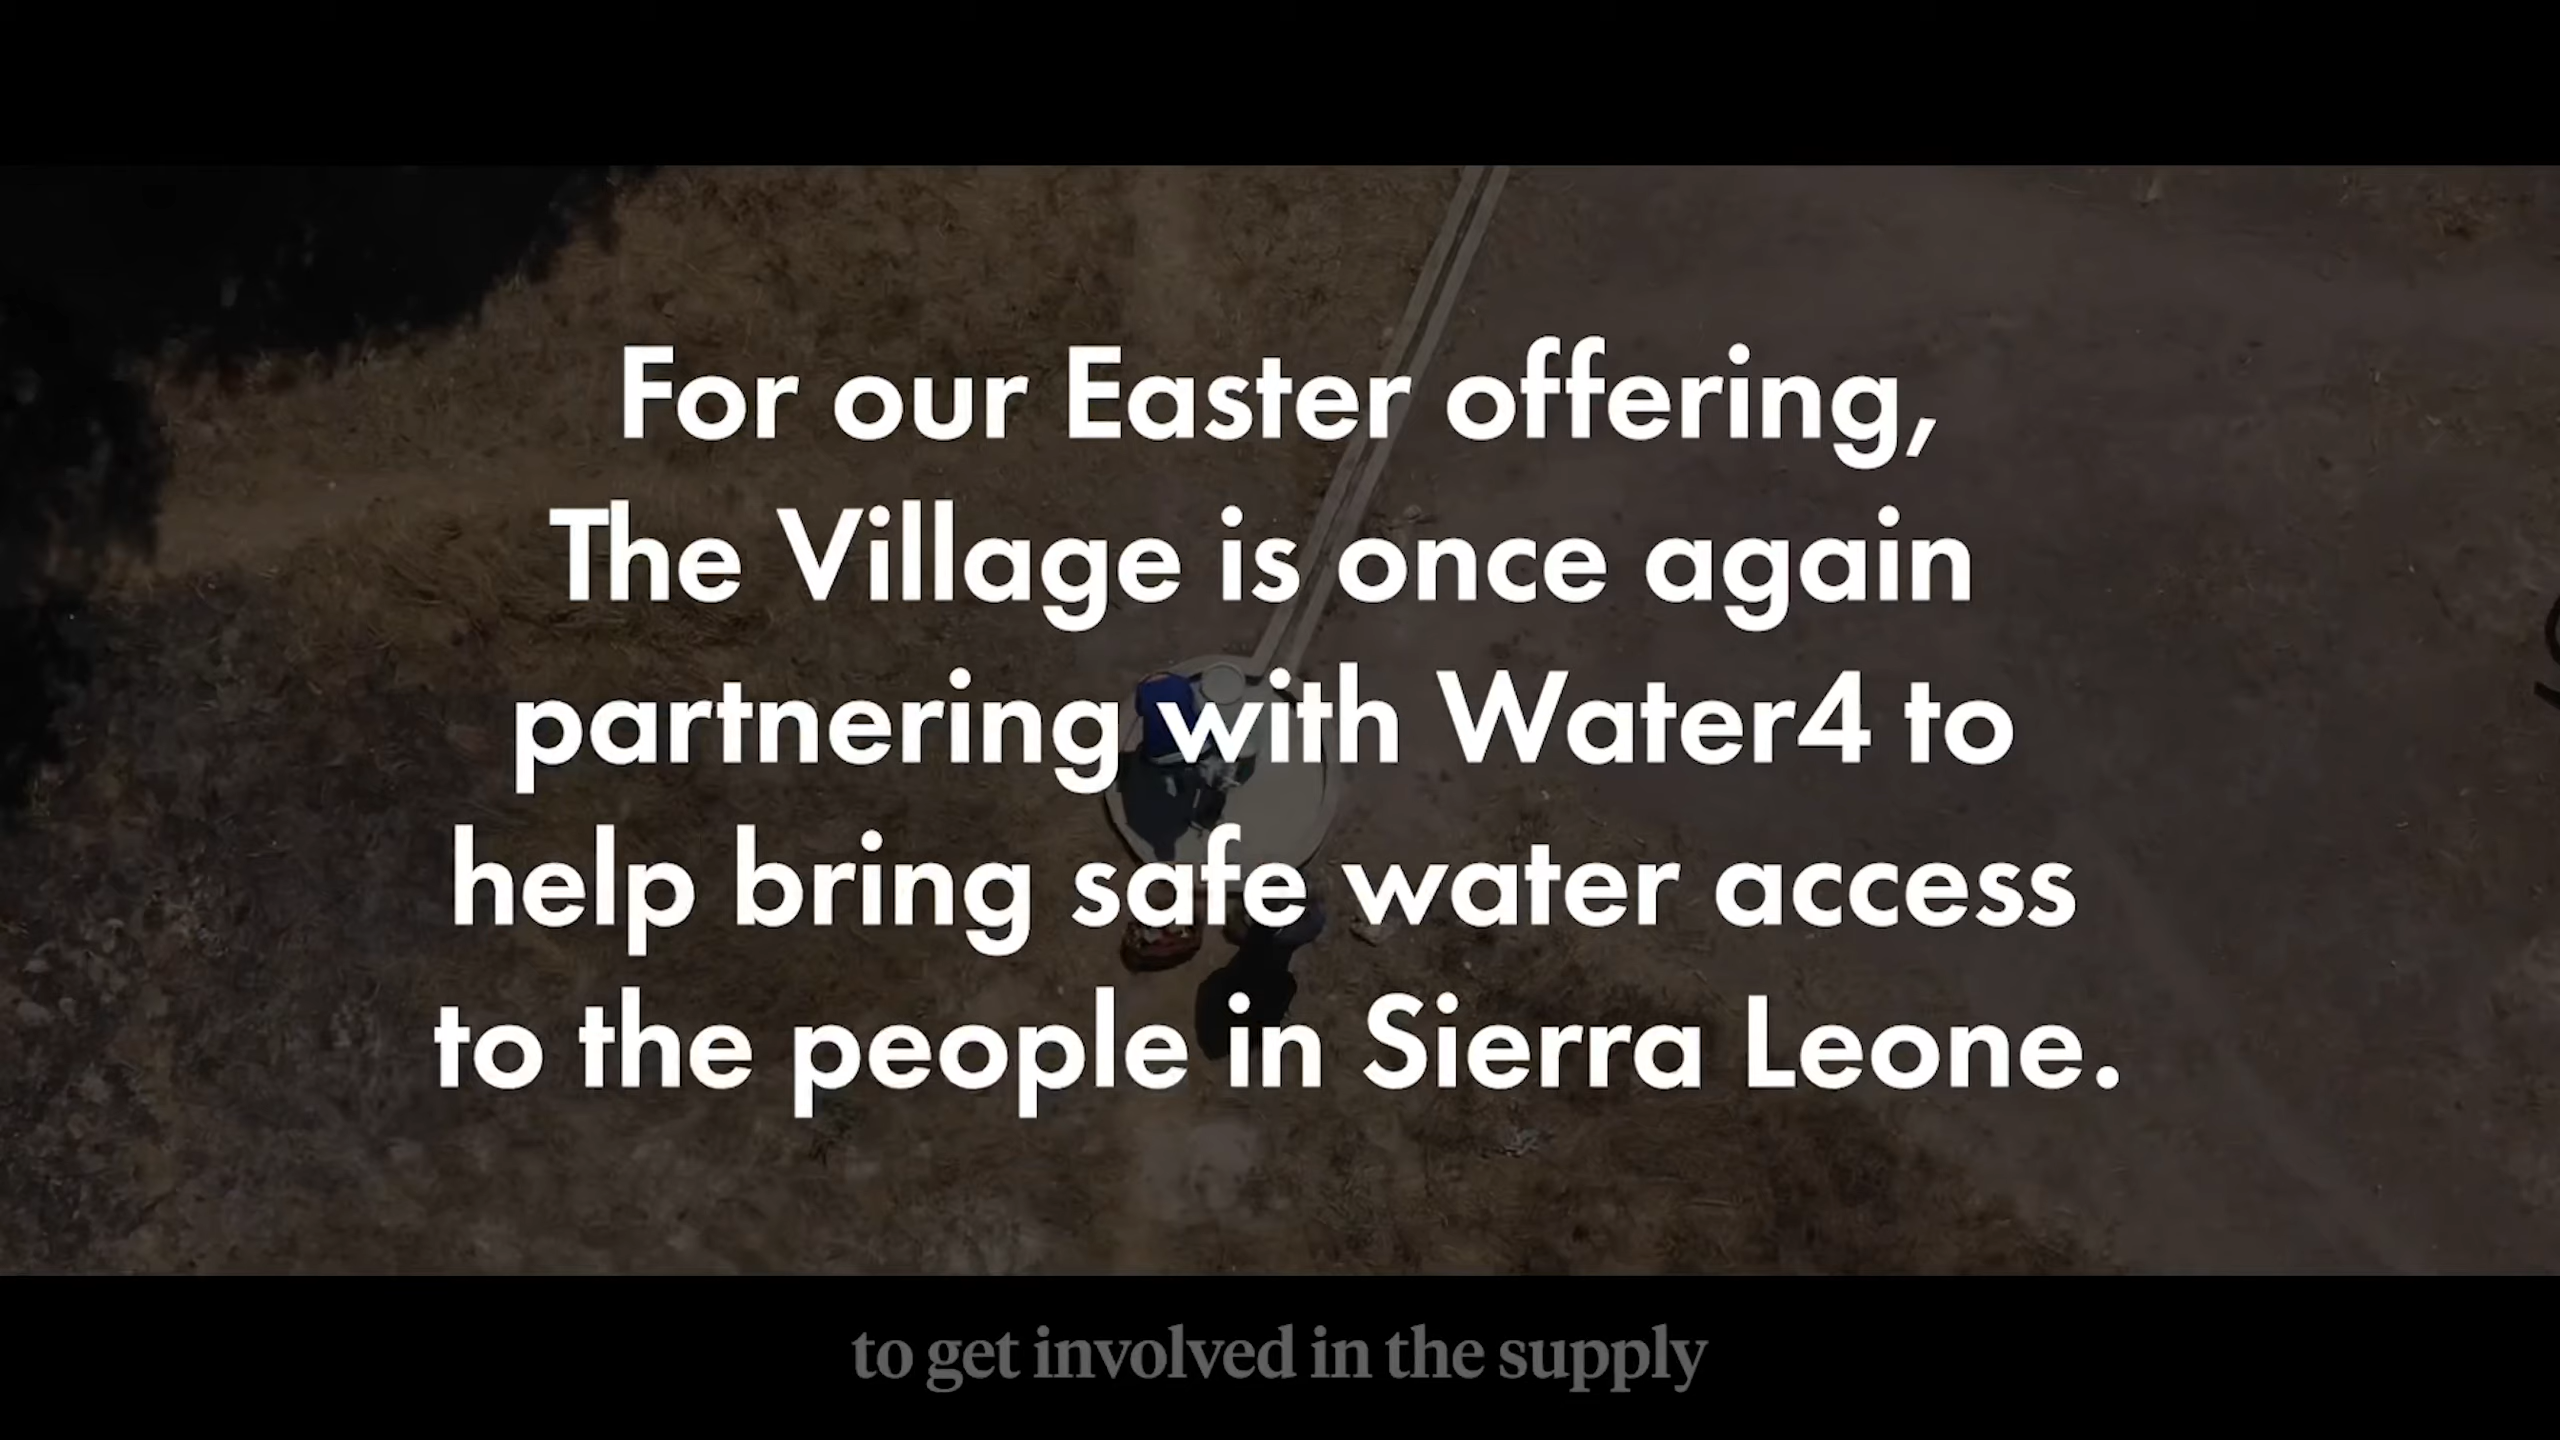 For our Easter offering,
The Village is once again
partnering with Water4 to
help bring safe water access
to the people in Sierra Leone.
to get involved in the supply